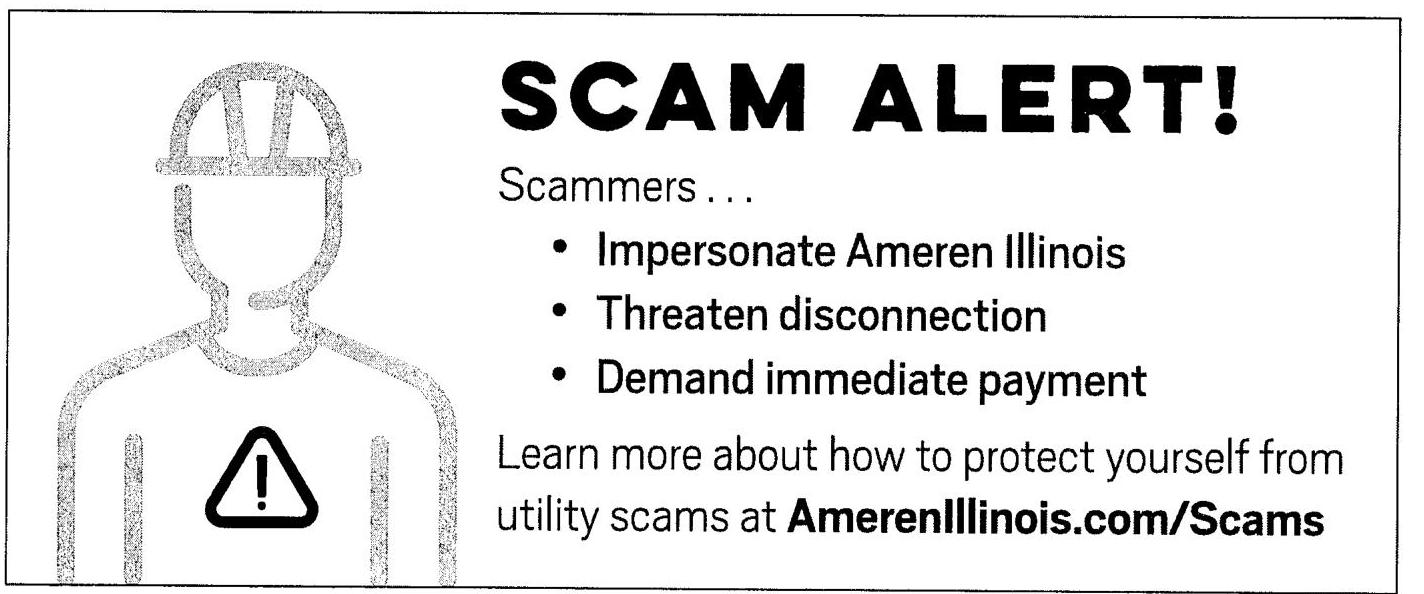 SCAM ALERT!
Scammers . . .
• Impersonate Ameren Illinois
• Threaten disconnection
• Demand immediate payment
Learn more about how to protect yourself from
utility scams at AmerenIllinois.com/Scams